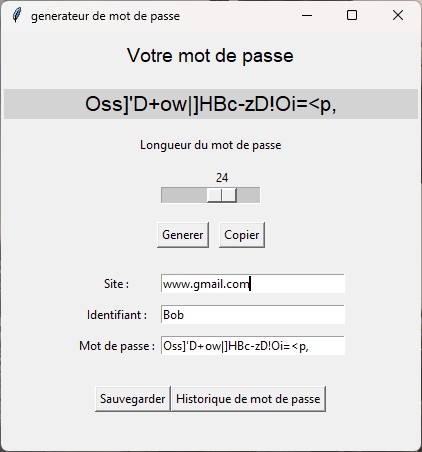 generateur de mot de passe
Votre mot de passe
Oss]'D+ow|]HBc-zD!Oi=<p,
Longueur du mot de passe
24
Generer Copier
Site : www.gmail.com
Identifiant : Bob
Mot de passe : Oss]'D+ow|]HBc-zD!Oi=<p,
Sauvegarder Historique de mot de passe